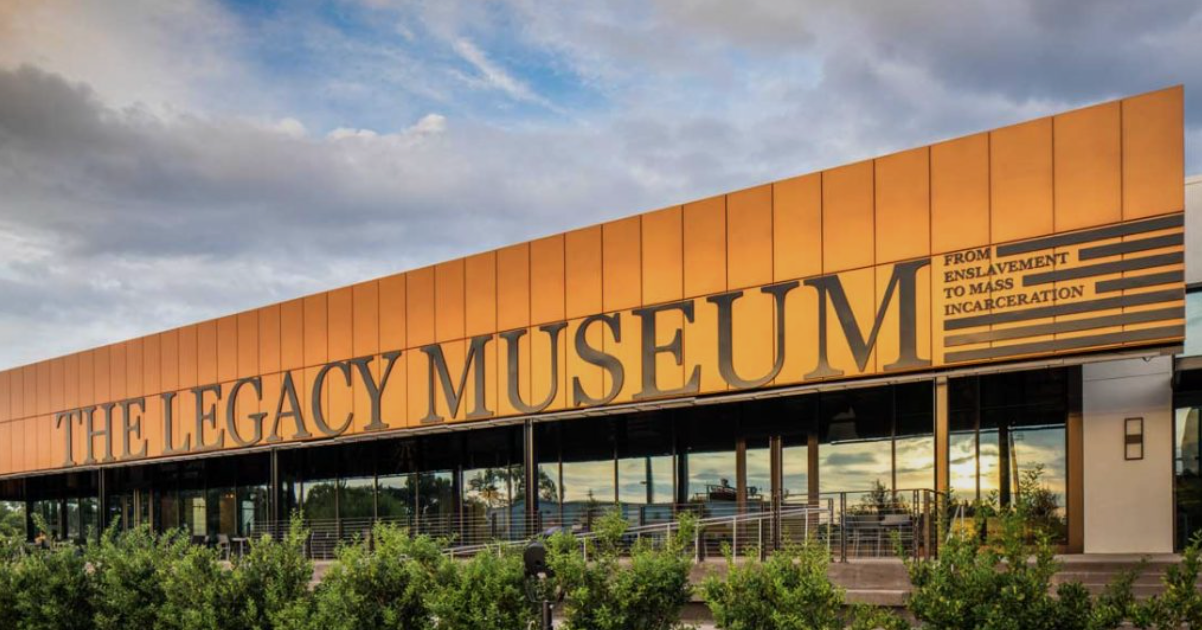 THE LEGACY MUSEUM
FROM
ENSLAVEMENT
TO MASS
INCARCERATION